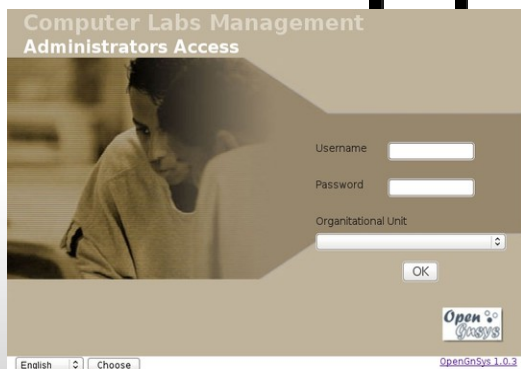 Computer Labs Management
Administrators Access
Username
Password
Organitational Unit
OK
Open
Gnsys
English
Choose
OpenGnSys 1.0.3